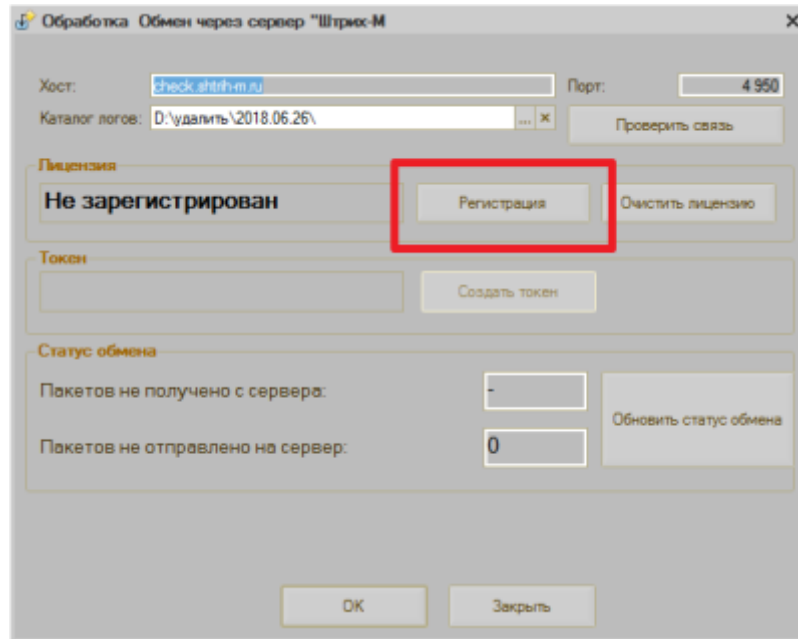 Обработка Обмен через сервер "Штрих-М
Хост: check.shtrih-m.ru Порт: 4 950
Каталог логов: D:\удалить\2018.06.26\ ... × Проверить связь
Лицензия
Не зарегистрирован Регистрация Очистить лицензию
Токен
Создать токен
Статус обмена
Пакетов не получено с сервера: -
Обновить статус обмена
Пакетов не отправлено на сервер: 0
ОК Закрыть